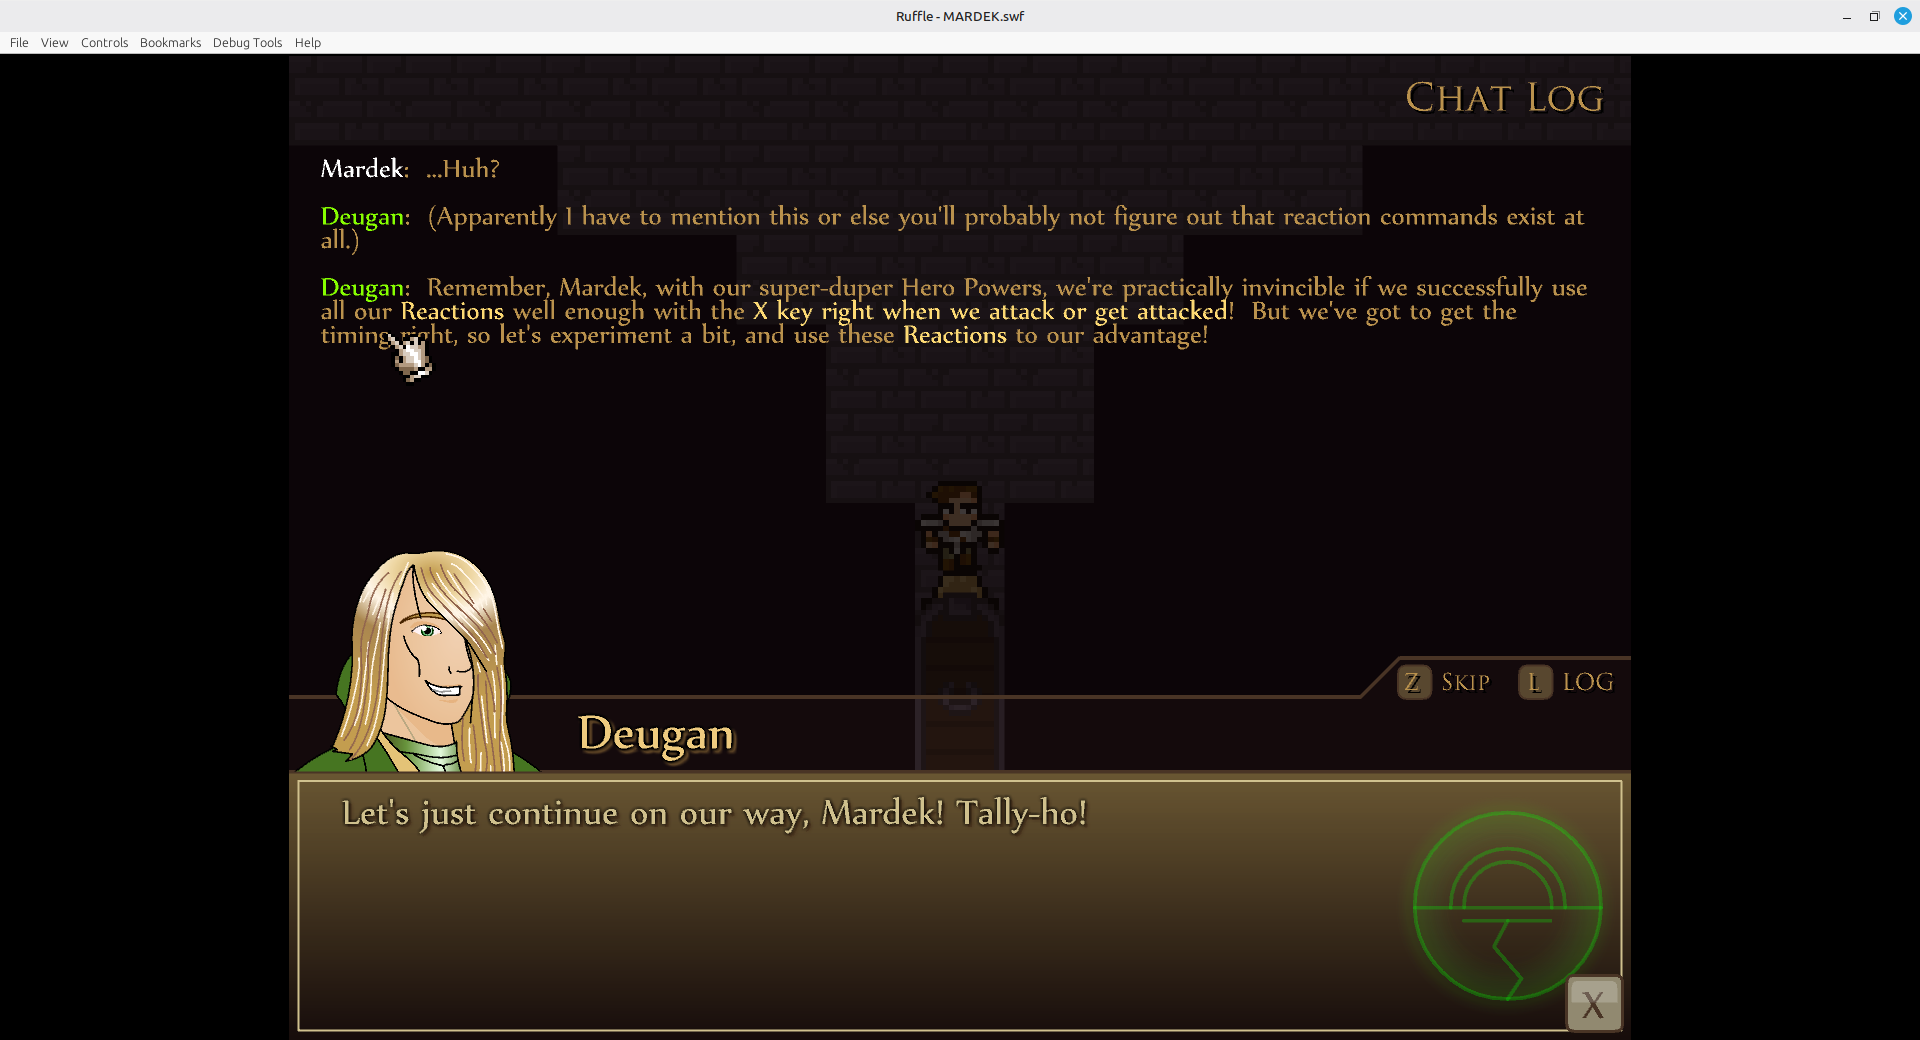 Ruffle - MARDEK.swf
File View Controls Bookmarks Debug Tools Help
Chat Log
Mardek: ...Huh?
Deugan: (Apparently I have to mention this or else you'll probably not figure out that reaction commands exist at
all.)
Deugan: Remember, Mardek, with our super-duper Hero Powers, we're practically invincible if we successfully use
all our Reactions well enough with the X key right when we attack or get attacked! But we've got to get the
timing right, so let's experiment a bit, and use these Reactions to our advantage!
Z Skip L LOG
Deugan
Let's just continue on our way, Mardek! Tally-ho!
X